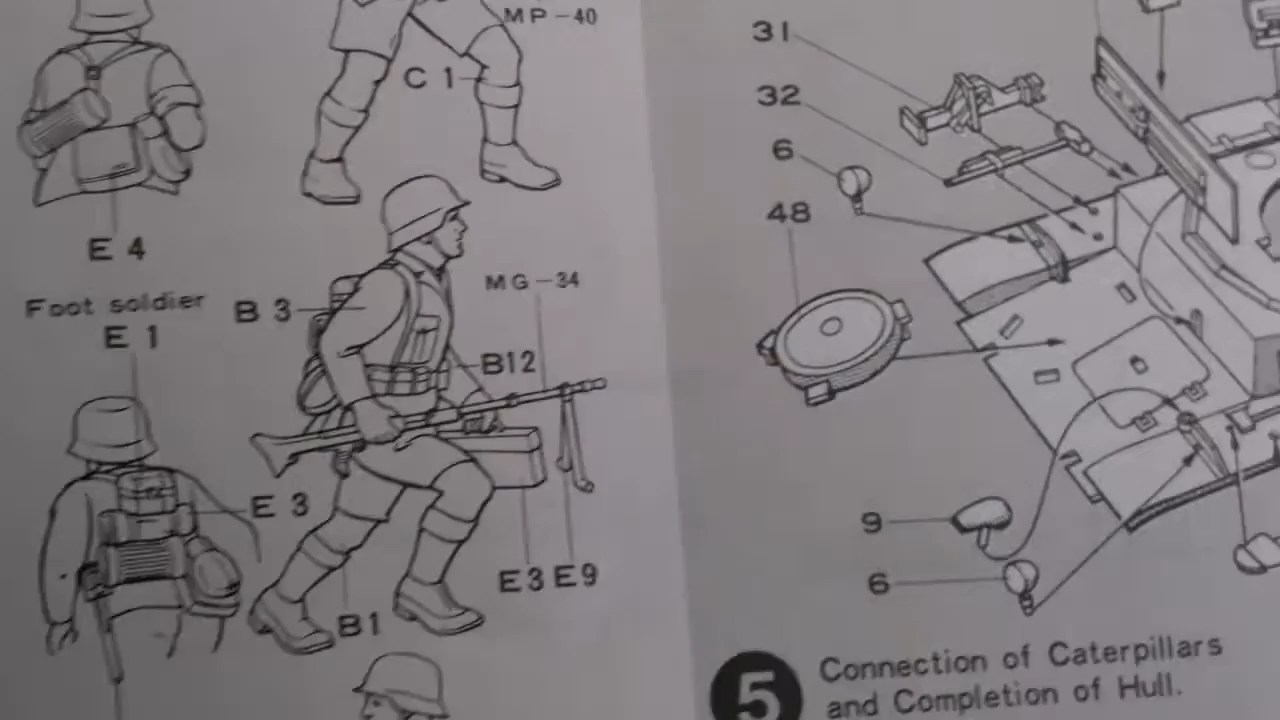 MP-40
C 1
E 4
Foot soldier
E 1
B 3
MG-34
B12
E 3
E3 E9
B1
31
32
6
48
9
6
5 Connection of Caterpillars
and Completion of Hull.